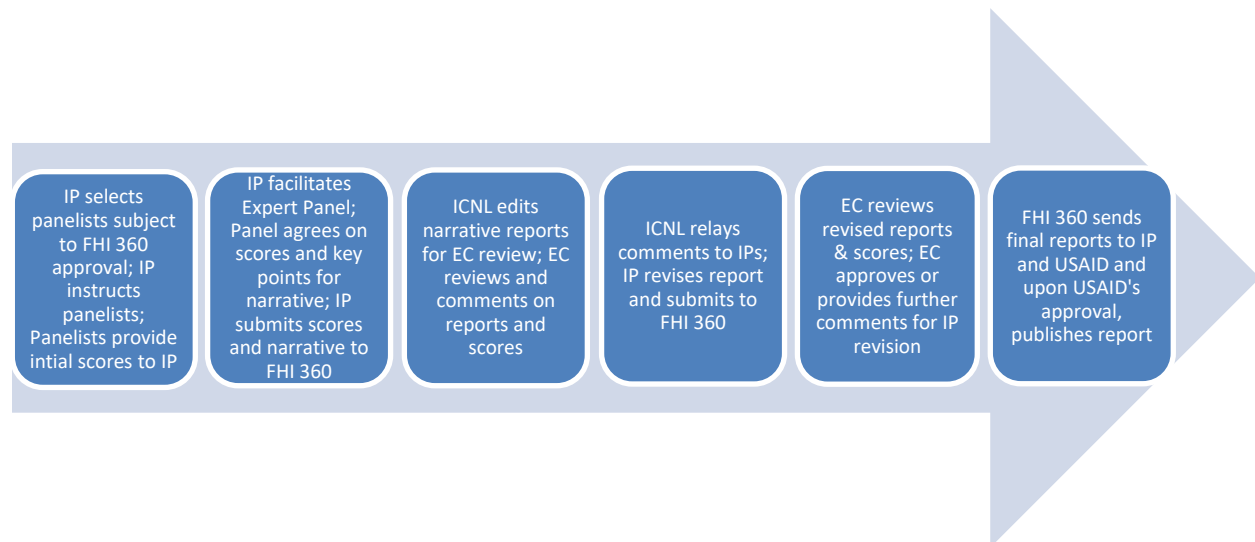 IP selects
panelists subject
to FHI 360
approval; IP
instructs
panelists;
Panelists provide
intial scores to IP
IP facilitates
Expert Panel;
Panel agrees on
scores and key
points for
narrative; IP
submits scores
and narrative to
FHI 360
ICNL edits
narrative reports
for EC review; EC
reviews and
comments on
reports and
scores
ICNL relays
comments to IPs;
IP revises report
and submits to
FHI 360
EC reviews
revised reports
& scores; EC
approves or
provides further
comments for IP
revision
FHI 360 sends
final reports to IP
and USAID and
upon USAID's
approval,
publishes report